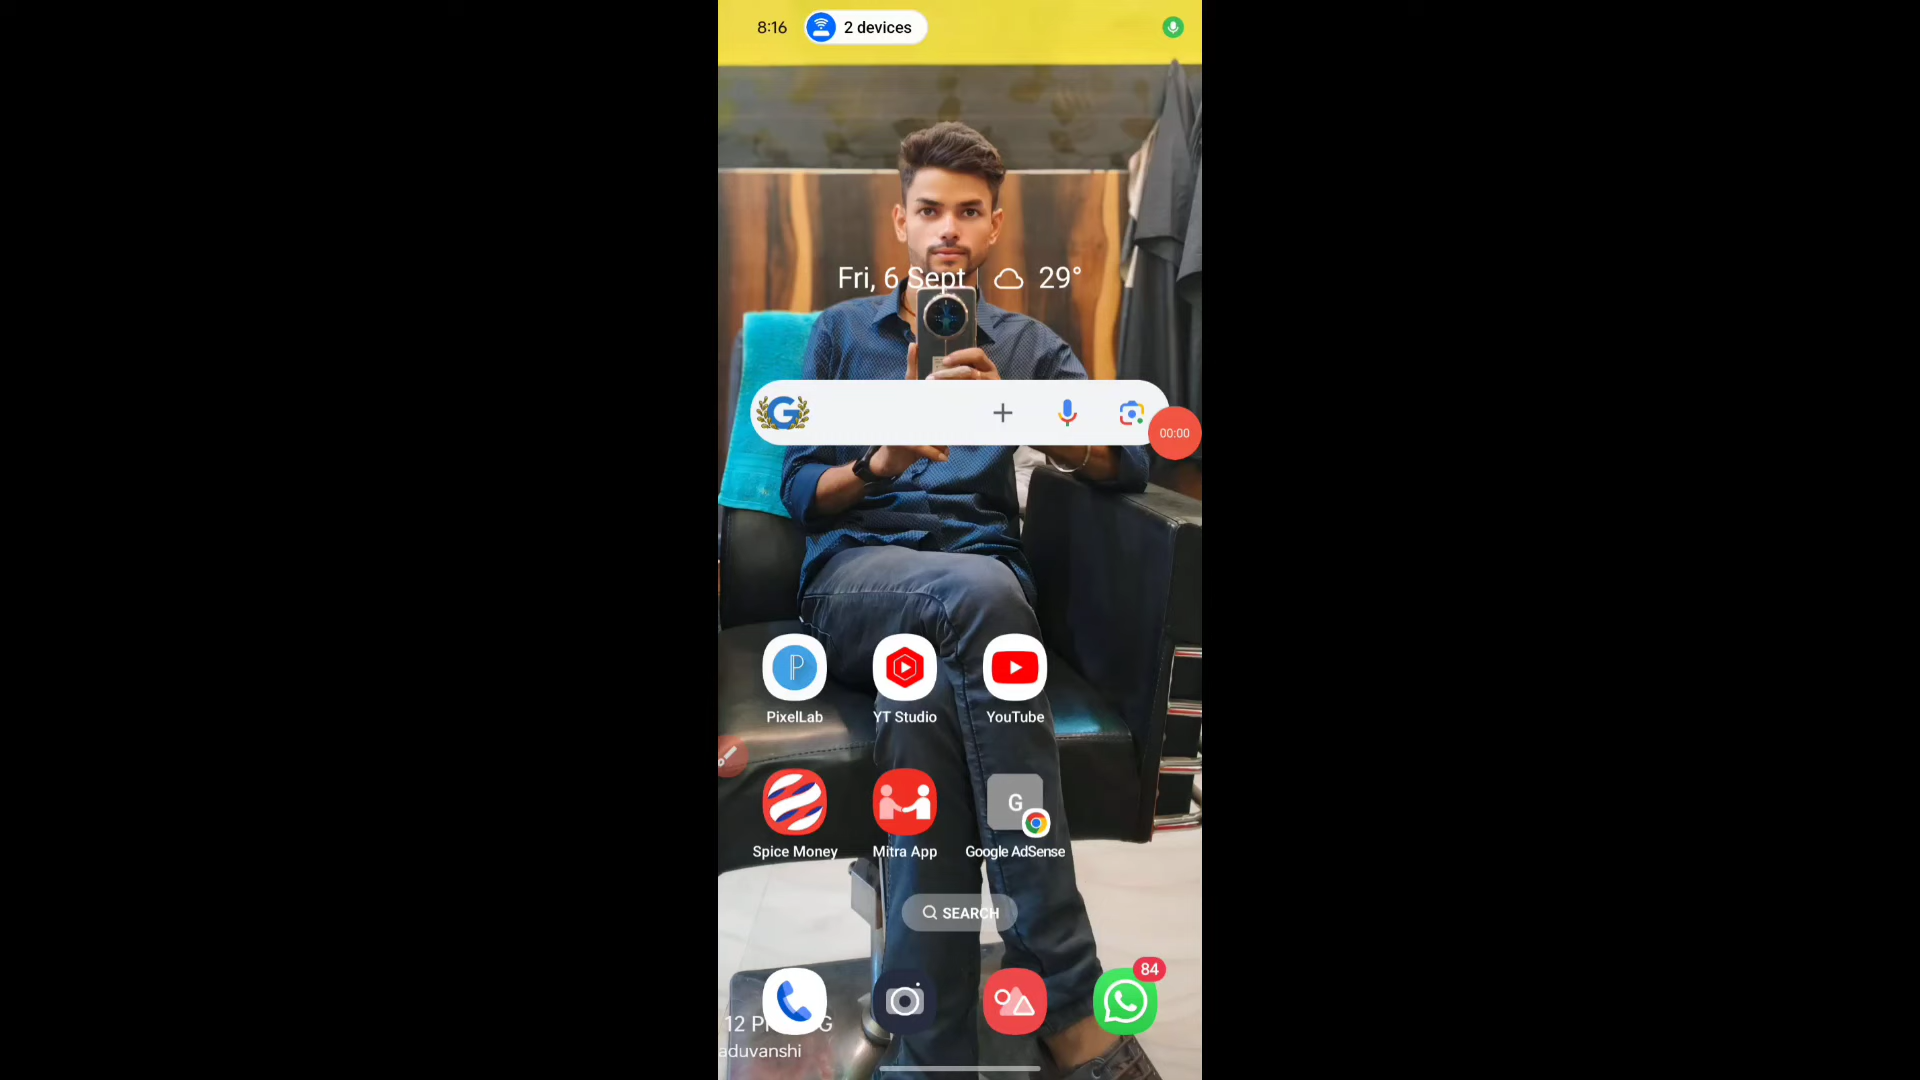 8:16
2 devices
Fri, 6 Sept
29°
G
00:00
PixelLab
YT Studio
YouTube
Spice Money
Mitra App
G
Google AdSense
SEARCH
84
12 P G
aduvanshi